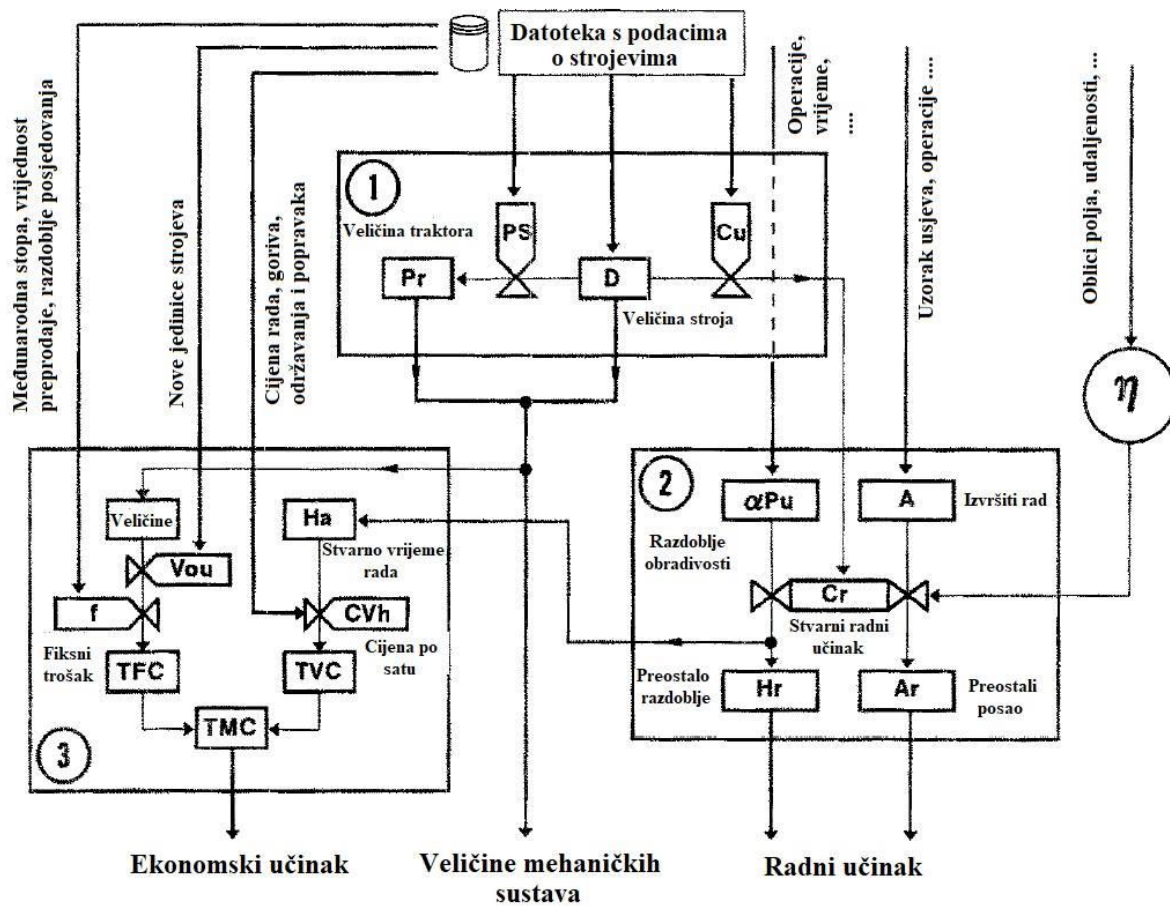 Datoteka s podacima
o strojevima
Međunarodna stopa, vrijednost
preprodaje, razdoblje posjedovanja
Nove jedinice strojeva
Cijena rada, goriva,
održavanja i popravaka
Operacije,
vrijeme,
....
Uzorak usjeva, operacije ....
Oblici polja, udaljenosti, ...
1
Veličina traktora
PS
Cu
Pr
D
Veličina stroja
η
3
Veličine
Ha
Vou
Stvarno vrijeme
rada
f
CVh
Fiksni
trošak
TFC
TVC
Cijena po
satu
TMC
2
αPu
A
Izvršiti rad
Razdoblje
obradivosti
Cr
Stvarni radni
učinak
Preostalo
razdoblje
Hr
Ar
Preostali
posao
Ekonomski učinak
Veličine mehaničkih
sustava
Radni učinak